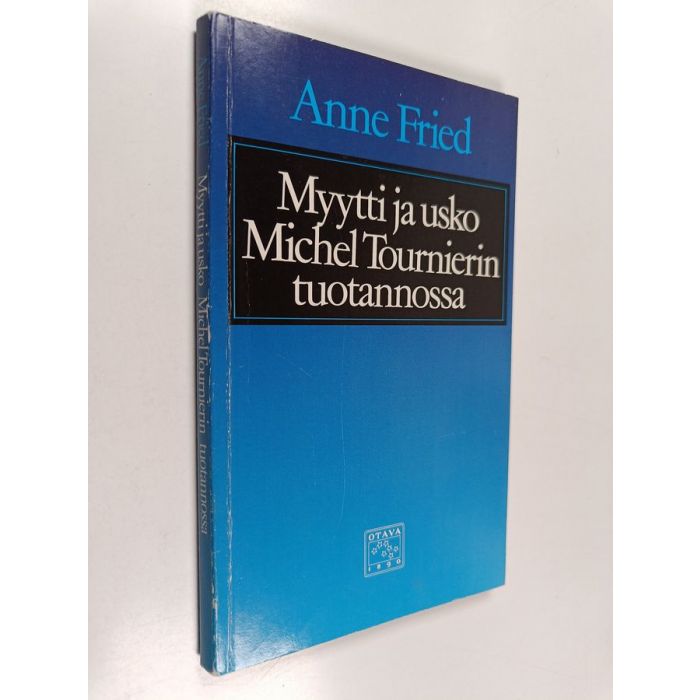 Anne Fried
Myytti ja usko
Michel Tournierin
tuotannossa
OTAVA
1890
Anne Fried Myytti ja usko Michel Tournierin tuotannossa